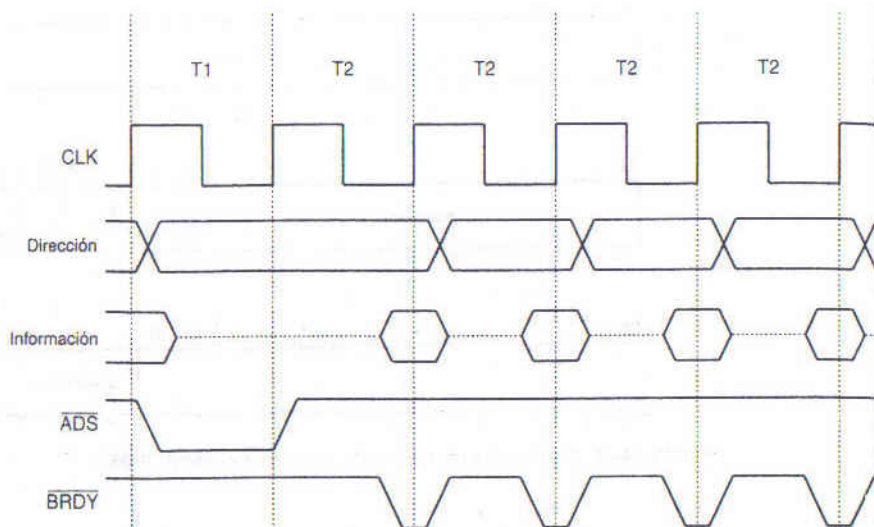 T1 T2 T2 T2 T2
CLK
Dirección
Información
ADS
BRDY